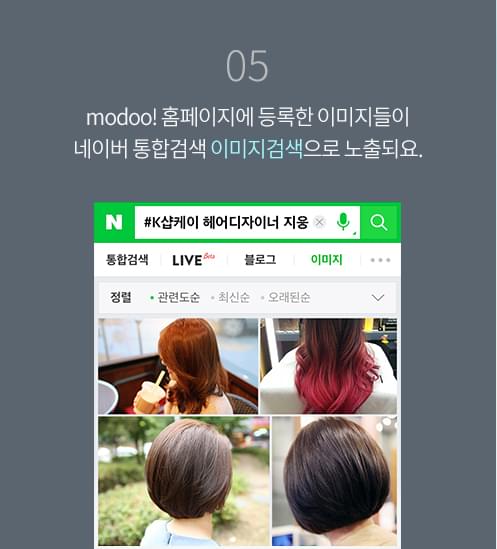 05
modoo! 홈페이지에 등록한 이미지들이
네이버 통합검색 이미지검색으로 노출되요.
N #K샵케이 헤어디자이너 지웅
통합검색 LIVE Beta 블로그 이미지
정렬 관련도순 최신순 오래된순